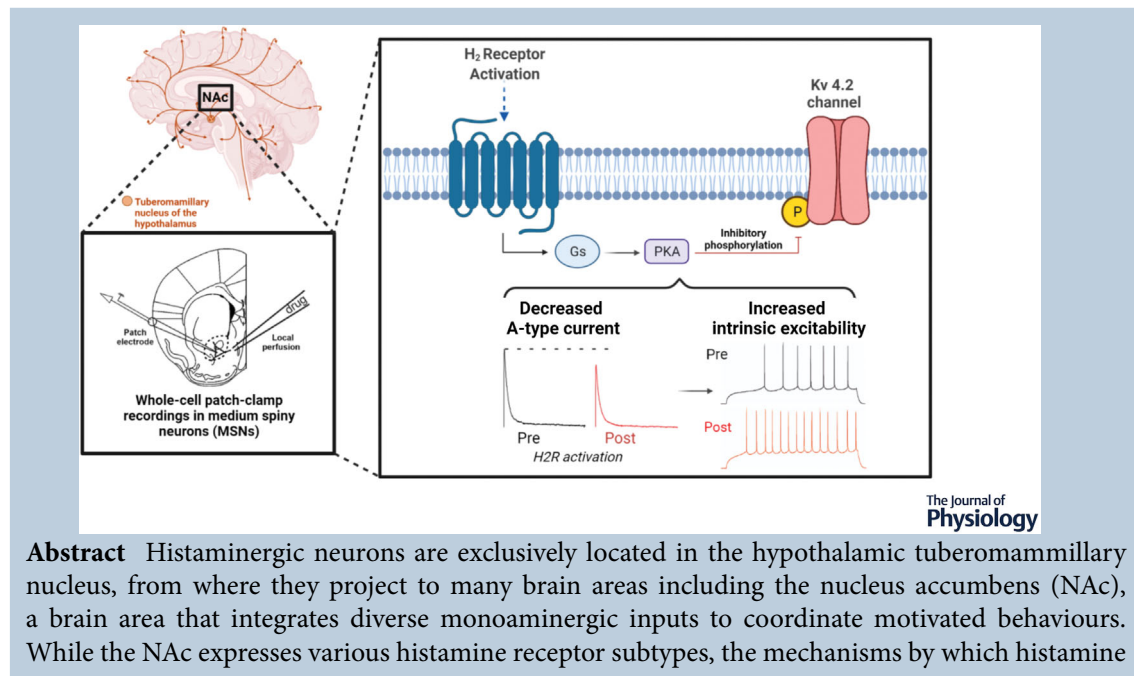 NAc
Tuberomamillary
nucleus of the
hypothalamus
Patch
electrode
drug
Local
perfusion
Whole-cell patch-clamp
recordings in medium spiny
neurons (MSNs)
H2 Receptor
Activation
Kv 4.2
channel
P
Gs
PKA
Inhibitory
phosphorylation
Decreased
A-type current
Pre
Post
H2R activation
Increased
intrinsic excitability
Pre
Post
The Journal of
Physiology
Abstract Histaminergic neurons are exclusively located in the hypothalamic tuberomammillary
nucleus, from where they project to many brain areas including the nucleus accumbens (NAc),
a brain area that integrates diverse monoaminergic inputs to coordinate motivated behaviours.
While the NAc expresses various histamine receptor subtypes, the mechanisms by which histamine